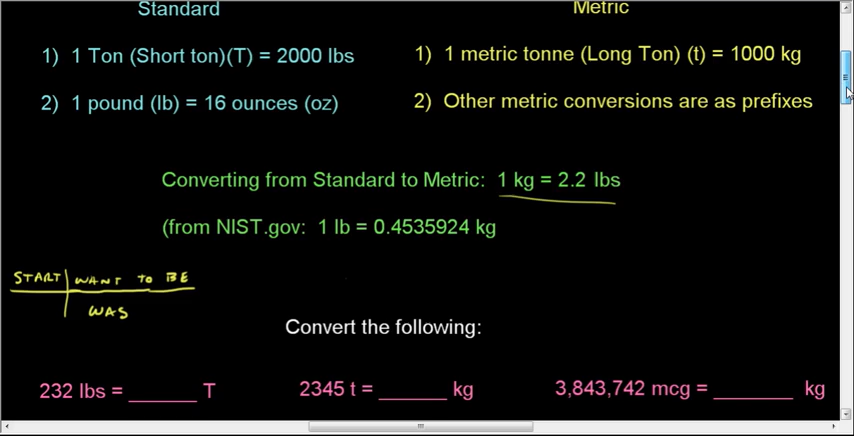 Standard
Metric
1) 1 Ton (Short ton)(T) = 2000 lbs
1) 1 metric tonne (Long Ton) (t) = 1000 kg
2) 1 pound (lb) = 16 ounces (oz)
2) Other metric conversions are as prefixes
Converting from Standard to Metric: 1 kg = 2.2 lbs
(from NIST.gov: 1 lb = 0.4535924 kg
START WANT TO BE
WAS
Convert the following:
232 lbs = ______ T
2345 t = ______ kg
3,843,742 mcg = _______ kg